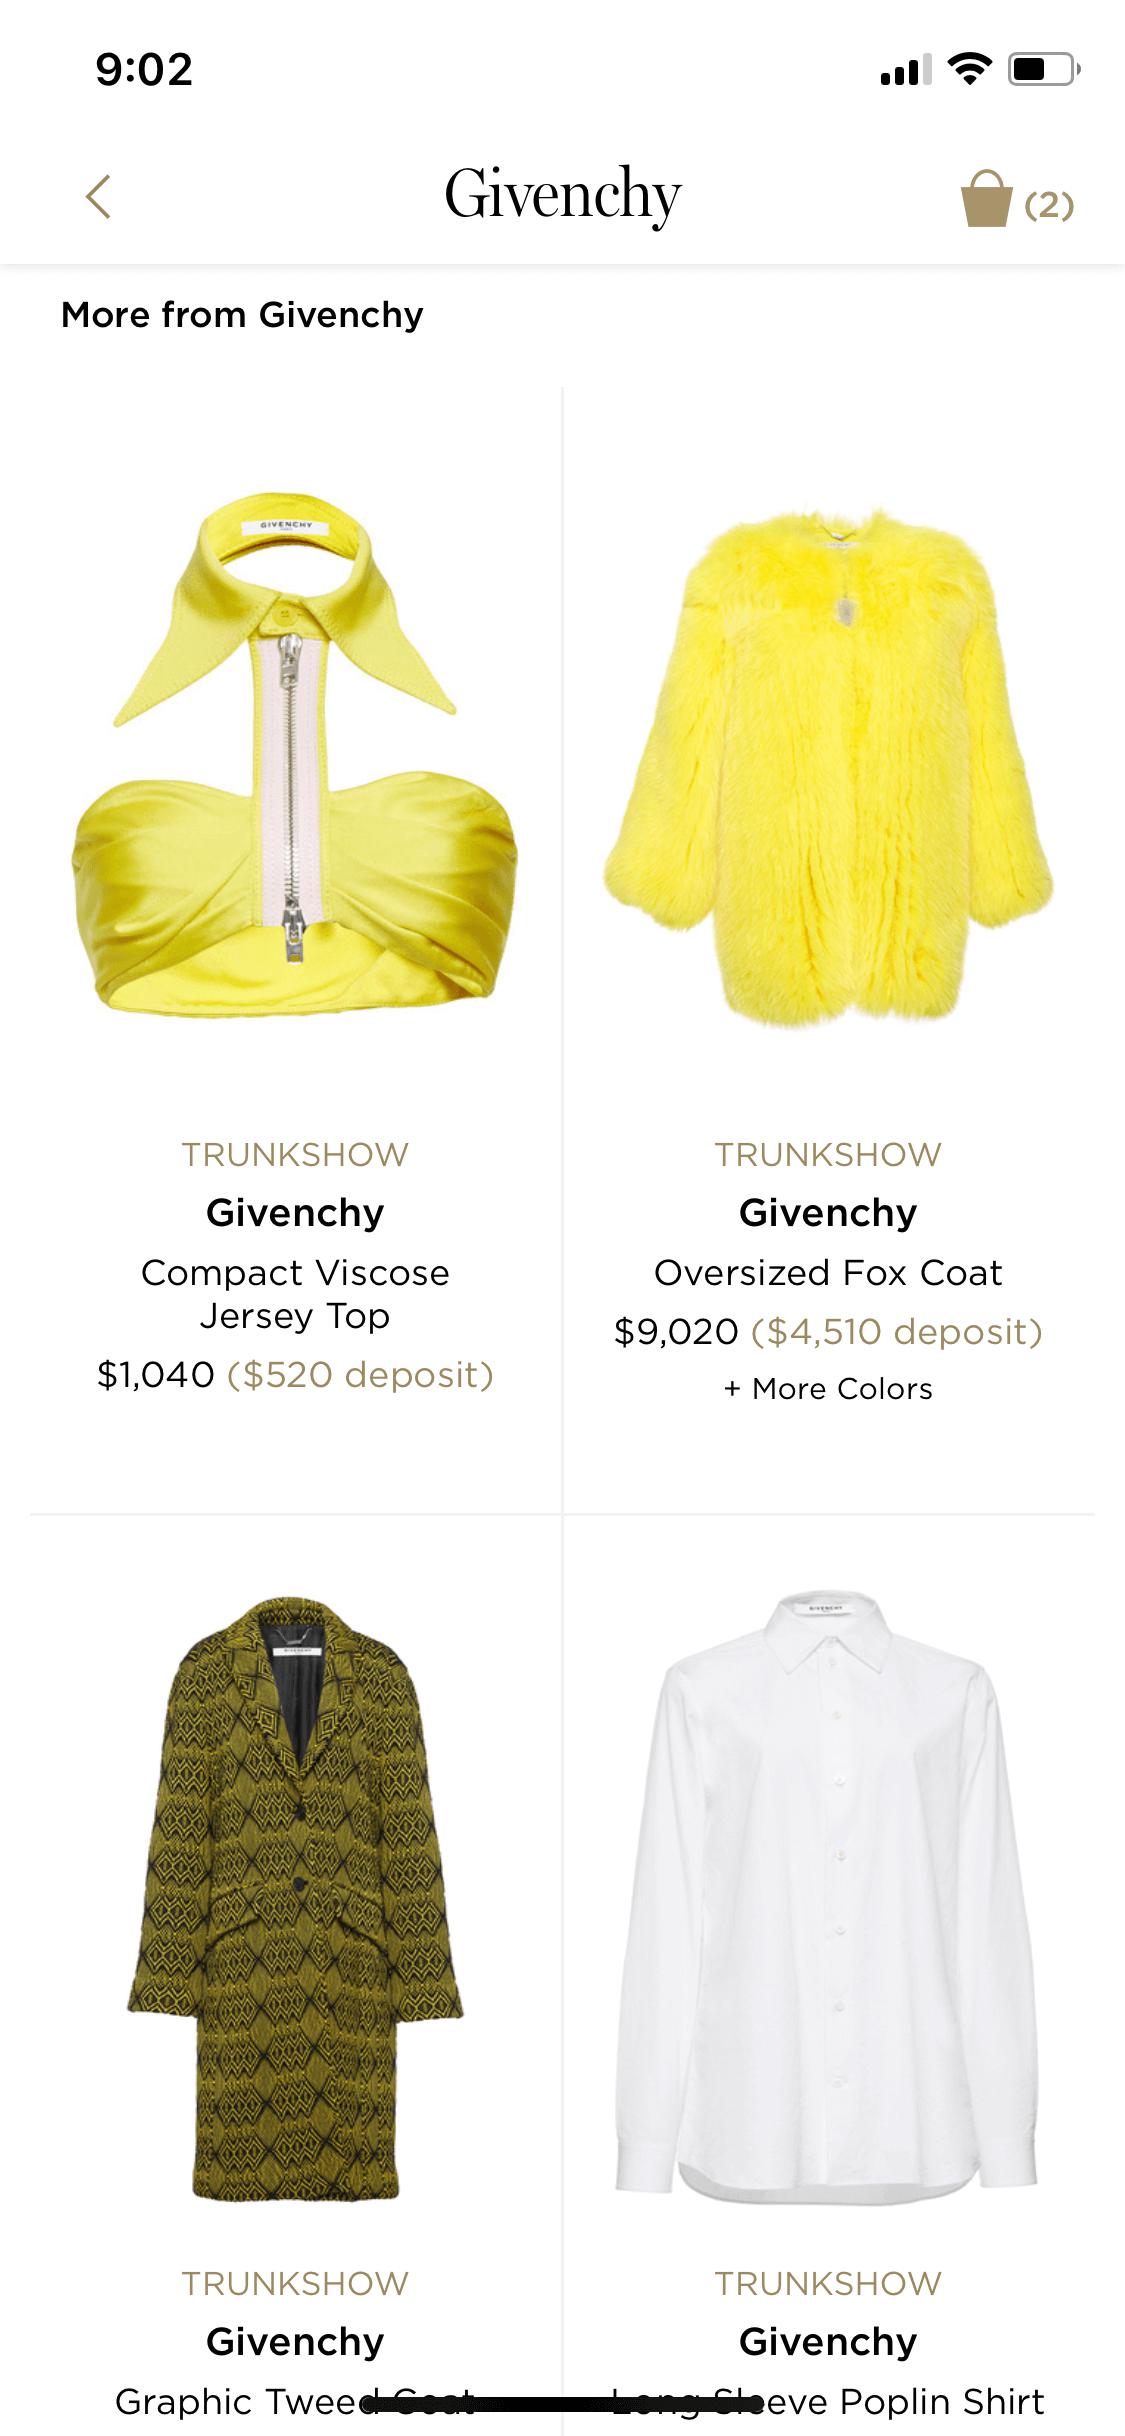 9:02
Givenchy
(2)
More from Givenchy
GIVENCHY
TRUNKSHOW
Givenchy
Compact Viscose
Jersey Top
$1,040 ($520 deposit)
TRUNKSHOW
Givenchy
Oversized Fox Coat
$9,020 ($4,510 deposit)
+ More Colors
GIVENCHY
GIVENCHY
TRUNKSHOW
Givenchy
Graphic Tweed Coat
TRUNKSHOW
Givenchy
Long Sleeve Poplin Shirt